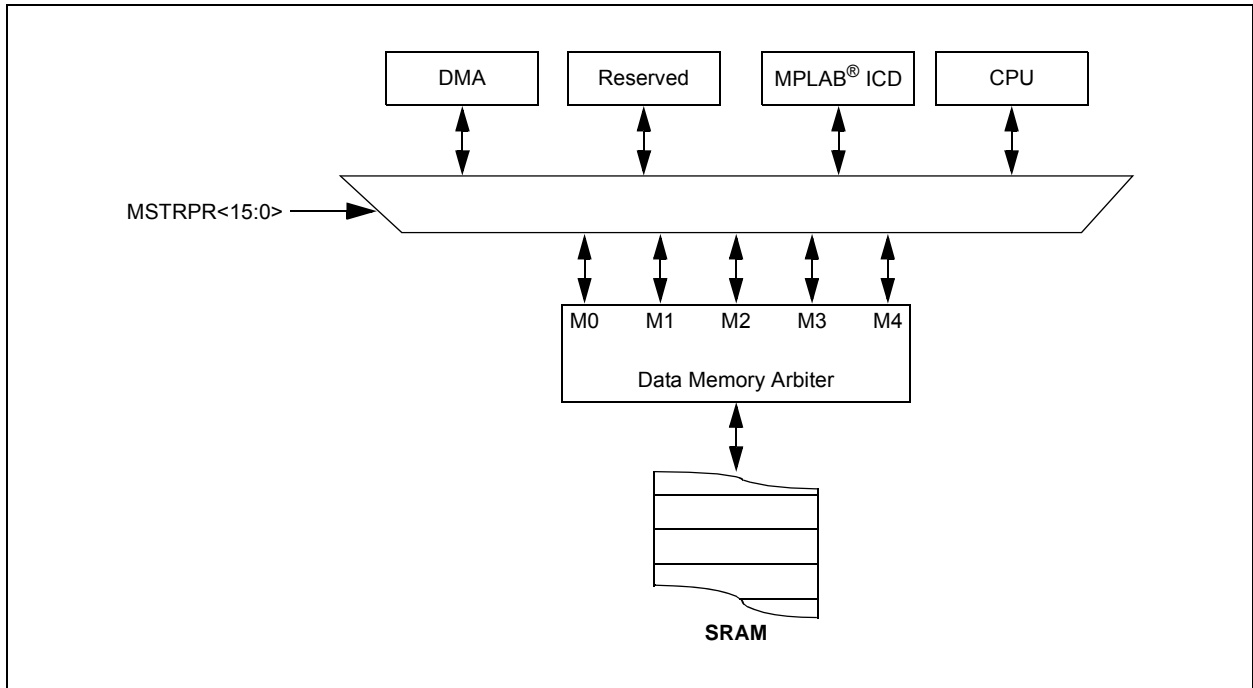 DMA
Reserved
MPLAB® ICD
CPU
MSTRPR<15:0>
M0 M1 M2 M3 M4
Data Memory Arbiter
SRAM